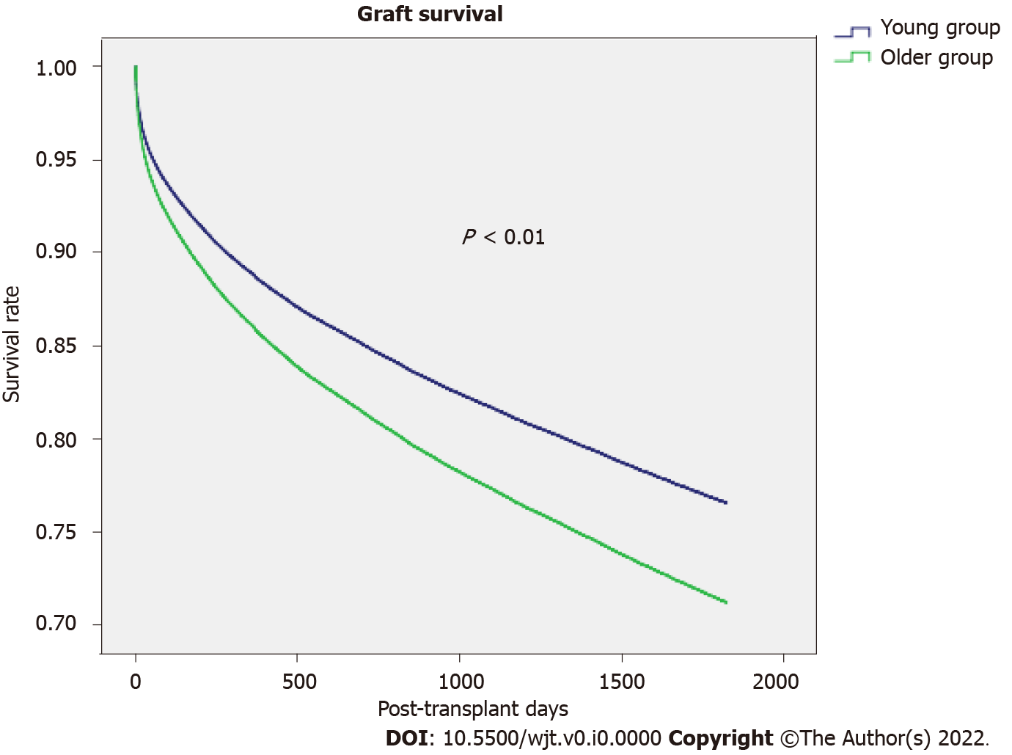 Graft survival
Young group
Older group
1.00
0.95
0.90
0.85
0.80
0.75
0.70
Survival rate
P < 0.01
0
500
1000
1500
2000
Post-transplant days
DOI: 10.5500/wjt.v0.i0.0000 Copyright ©The Author(s) 2022.